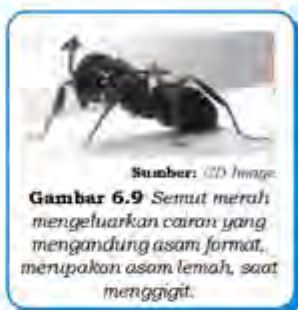 Sumber: CD Image
Gambar 6.9 Semut merah
mengeluarkan cairan yang
mengandung asam format,
merupakan asam lemah, saat
menggigit.